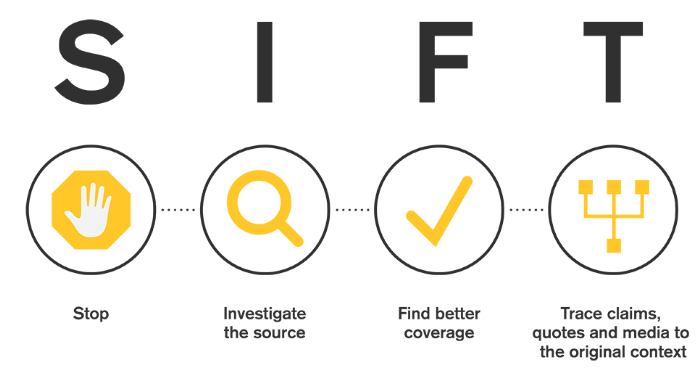 S I F T
Stop
Investigate
the source
Find better
coverage
Trace claims,
quotes and media to
the original context